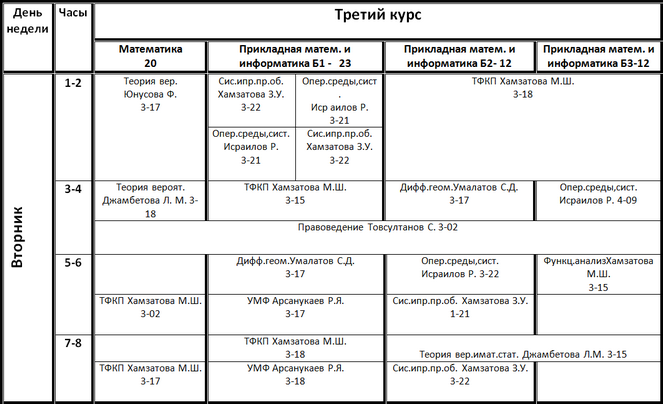 День
недели
Часы
Третий курс
Математика
20
Прикладная матем. и
информатика Б1 - 23
Прикладная матем. и
информатика Б2- 12
Прикладная матем. и
информатика Б3-12
Вторник
1-2
Теория вер.
Юнусова Ф.
3-17
Сис.ипр.пр.об.
Хамзатова З.У.
3-22
Опер.среды,сист
.
Иср аилов Р.
3-21
Опер.среды,сист.
Исраилов Р.
3-21
Сис.ипр.пр.об.
Хамзатова З.У.
3-22
ТФКП Хамзатова М.Ш.
3-18
3-4
Теория вероят.
Джамбетова Л. М. 3-
18
ТФКП Хамзатова М.Ш.
3-15
Дифф.геом.Умалатов С.Д.
3-17
Опер.среды,сист.
Исраилов Р. 4-09
Правоведение Товсултанов С. 3-02
5-6
Дифф.геом.Умалатов С.Д.
3-17
Опер.среды,сист.
Исраилов Р. 3-22
Функц.анализХамзатова
М.Ш.
3-15
ТФКП Хамзатова М.Ш.
3-02
УМФ Арсанукаев Р.Я.
3-17
Сис.ипр.пр.об. Хамзатова З.У.
1-21
7-8
ТФКП Хамзатова М.Ш.
3-18
Теория вер.имат.стат. Джамбетова Л.М. 3-15
ТФКП Хамзатова М.Ш.
3-17
УМФ Арсанукаев Р.Я.
3-18
Сис.ипр.пр.об. Хамзатова З.У.
3-22